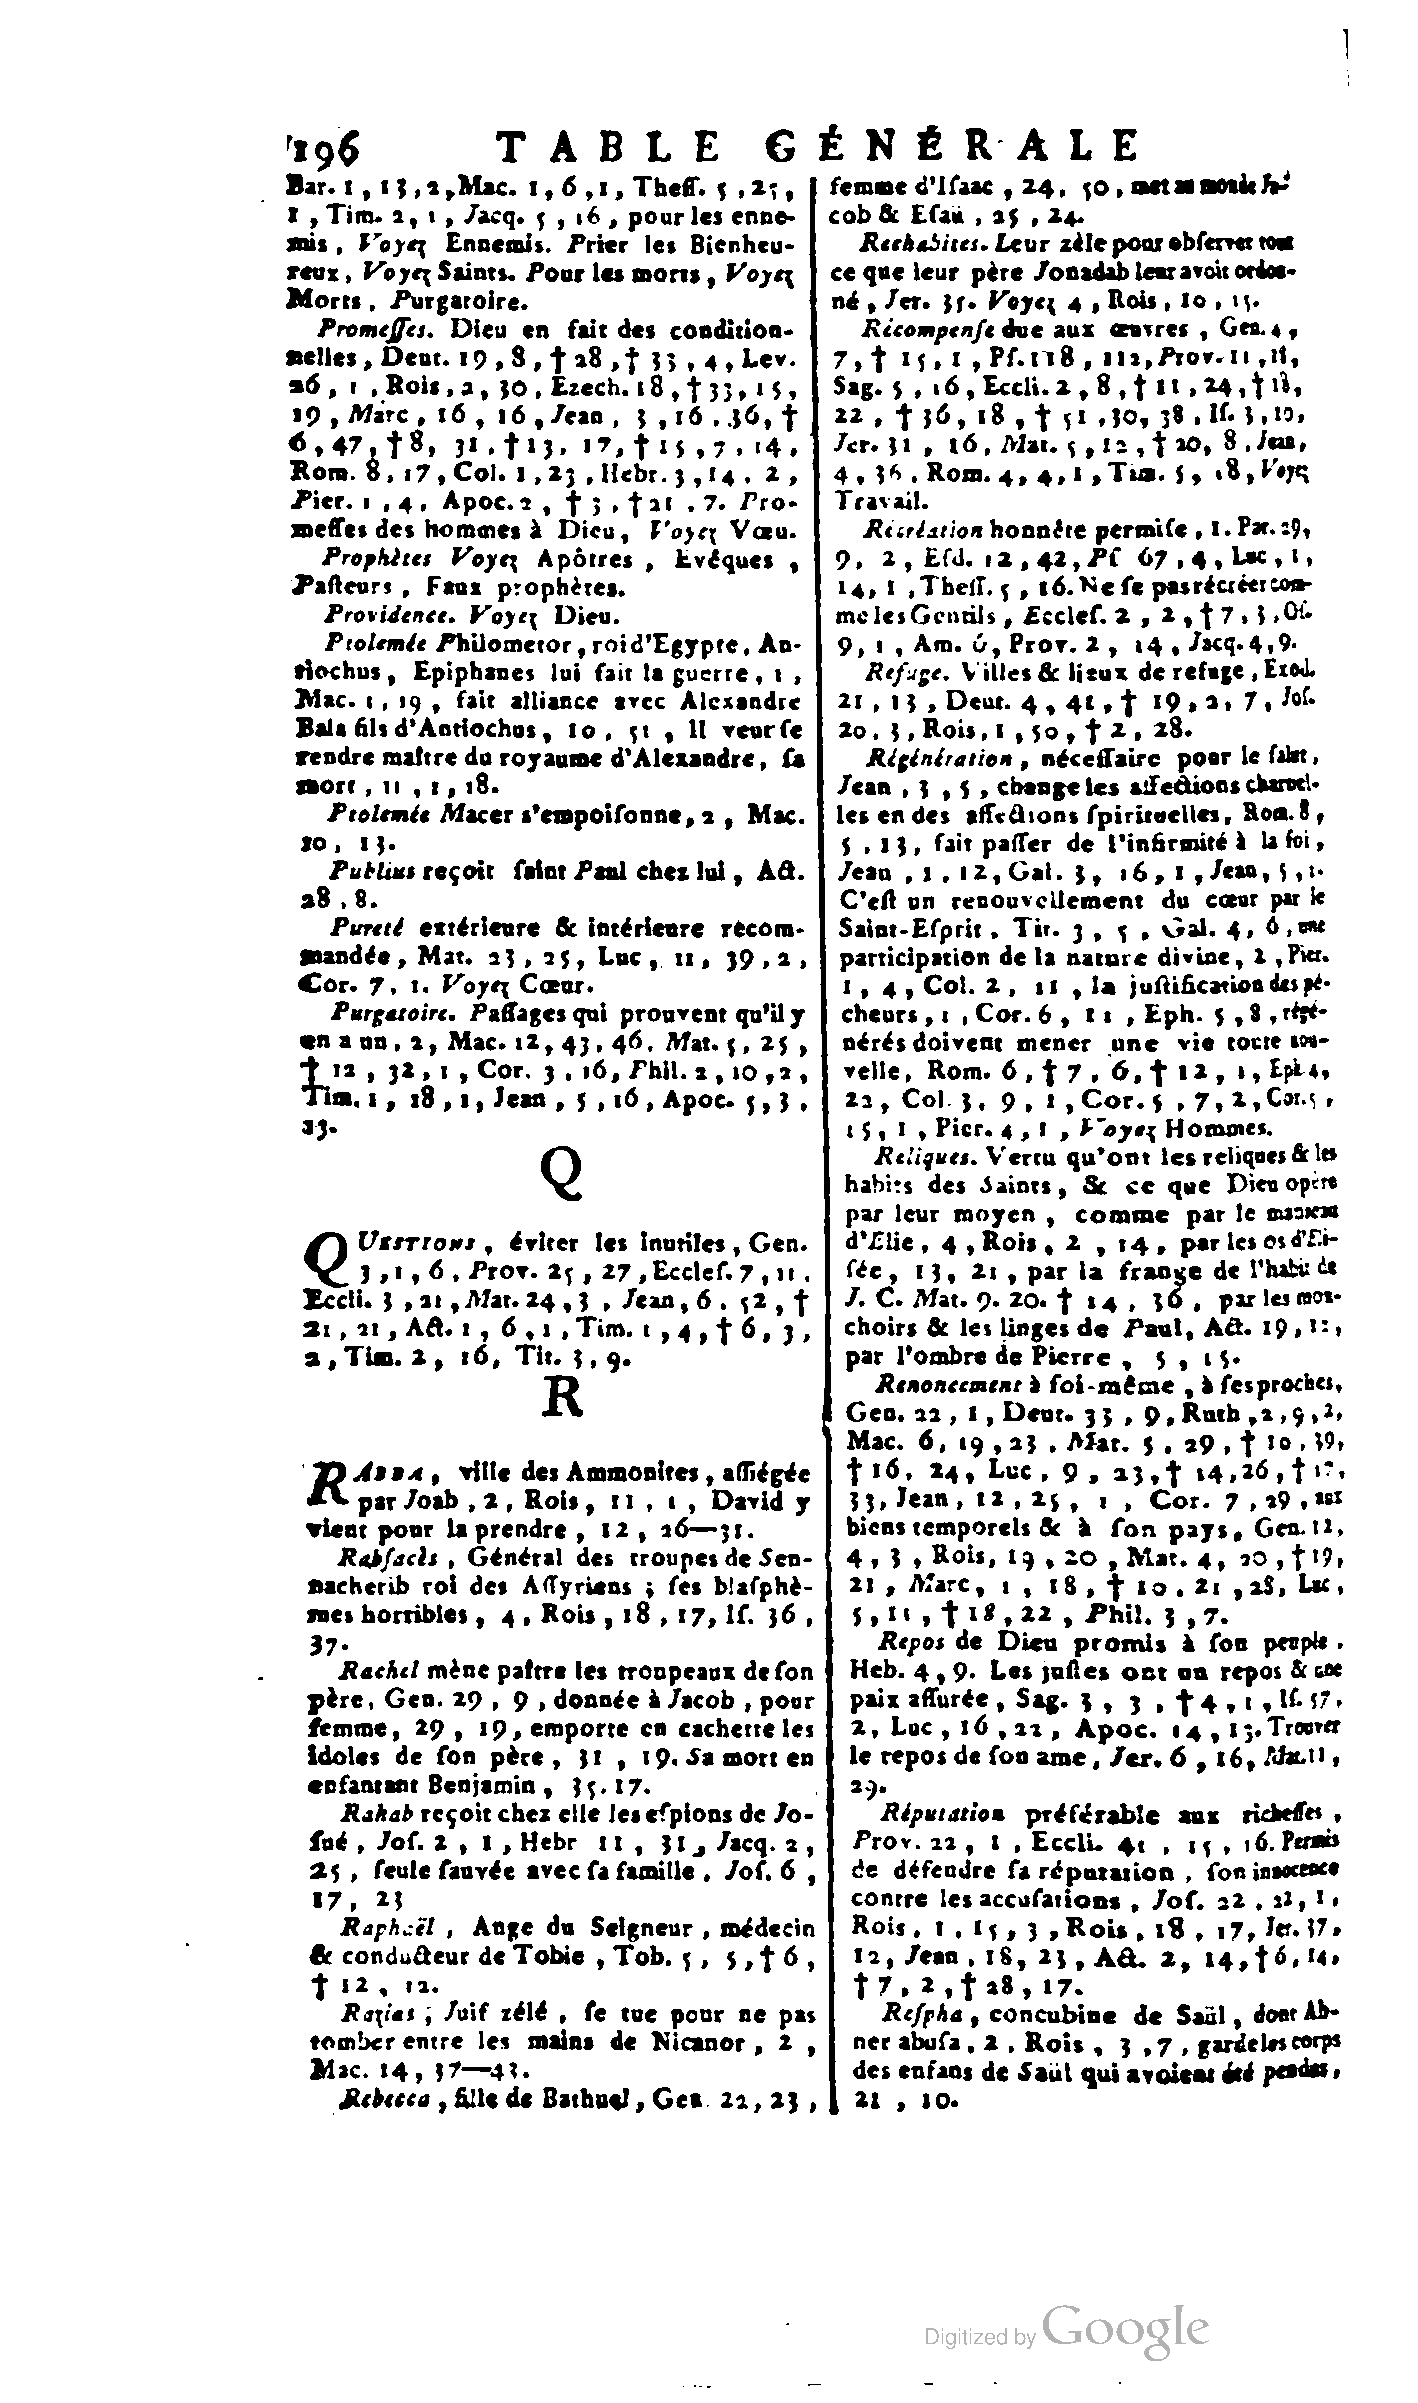 196 TABLE GÉNÉRALE
Bar. 1, 13, 2, Mac. 1, 6, 1, Theſſ. 5, 25,
1, Tim. 2, 1, Jacq. 5, 16, pour les enne-
mis, Voyez Ennemis. Prier les Bienheu-
reux, Voyez Saints. Pour les morts, Voyez
Morts, Purgatoire.
Promeſſes. Dieu en fait des condition-
nelles, Deut. 19, 8, † 28, † 33, 4, Lev.
26, 1, Rois, 2, 30, Ezech. 18, † 33, 15,
19, Marc, 16, 16, Jean, 3, 16, 36, †
6, 47, † 8, 31, † 13, 17, † 15, 7, 14,
Rom. 8, 17, Col. 1, 23, Hebr. 3, 14, 2,
Pier. 1, 4, Apoc. 2, † 3, † 21, 7. Pro-
meſſes des hommes à Dieu, Voyez Vœu.
Prophètes Voyez Apôtres, Evêques,
Paſteurs, Faux prophètes.
Providence. Voyez Dieu.
Ptolemée Philometor, roi d'Egypte, An-
tiochus, Epiphanes lui fait la guerre, 1,
Mac. 1, 19, fait alliance avec Alexandre
Bala fils d'Antiochus, 10, 51, Il veut ſe
rendre maître du royaume d'Alexandre, ſa
mort, 11, 1, 18.
Ptolemée Macer s'empoiſonne, 2, Mac.
10, 13.
Publius reçoit ſaint Paul chez lui, Act.
28, 8.
Pureté extérieure & intérieure recom-
mandée, Mat. 23, 25, Luc, 11, 39, 2,
Cor. 7, 1. Voyez Cœur.
Purgatoire. Paſſages qui prouvent qu'il y
en a un, 2, Mac. 12, 43, 46. Mat. 5, 25,
† 12, 32, 1, Cor. 3, 16, Phil. 2, 10, 2,
Tim. 1, 18, 1, Jean, 5, 16, Apoc. 5, 3,
13.
Q
QUESTIONS, éviter les inutiles, Gen.
3, 1, 6, Prov. 25, 27, Eccleſ. 7, 11,
Eccli. 3, 21, Mat. 24, 3, Jean, 6, 52, †
21, 21, Act. 1, 6, 1, Tim. 1, 4, † 6, 3,
2, Tim. 2, 16, Tit. 3, 9.
R
RABBA, ville des Ammonites, aſſiégée
par Joab, 2, Rois, 11, 1, David y
vient pour la prendre, 12, 26—31.
Rabſacès, Général des troupes de Sen-
nacherib roi des Aſſyriens ; ſes blaſphè-
mes horribles, 4, Rois, 18, 17, Iſ. 36,
37.
Rachel mène paître les troupeaux de ſon
père, Gen. 29, 9, donnée à Jacob, pour
femme, 29, 19, emporte en cachette les
idoles de ſon père, 31, 19. Sa mort en
enfantant Benjamin, 35. 17.
Rahab reçoit chez elle les eſpions de Jo-
ſué, Joſ. 2, 1, Hebr 11, 31, Jacq. 2,
25, ſeule ſauvée avec ſa famille, Joſ. 6,
17, 23
Raphaël, Ange du Seigneur, médecin
& conducteur de Tobie, Tob. 5, 5, † 6,
† 12, 12.
Razias ; Juif zélé, ſe tue pour ne pas
tomber entre les mains de Nicanor, 2,
Mac. 14, 37—43.
Rebecca, fille de Bathuel, Gen. 22, 23,
femme d'Iſaac, 24, 50, met au monde Ja-
cob & Eſaü, 25, 24.
Rechabites. Leur zèle pour obſerver tout
ce que leur père Jonadab leur avoit ordon-
né, Jer. 35. Voyez 4, Rois, 10, 15.
Récompenſe due aux œuvres, Gen. 4,
7, † 15, 1, Pſ. 118, 112, Prov. 11, 18,
Sag. 5, 16, Eccli. 2, 8, † 11, 24, † 18,
22, † 36, 18, † 51, 30, 38, Iſ. 3, 10,
Jer. 31, 16, Mat. 5, 12, † 20, 8, Jean,
4, 36, Rom. 4, 4, 1, Tim. 5, 18, Voyez
Travail.
Récréation honnête permiſe, 1. Par. 29,
9, 2, Eſd. 12, 42, Pſ 67, 4, Luc, 1,
14, 1, Theſſ. 5, 16. Ne ſe pas récréer com-
me les Gentils, Eccleſ. 2, 2, † 7, 3, Oſ.
9, 1, Am. 6, Prov. 2, 14, Jacq. 4, 9.
Refuge. Villes & lieux de refuge, Exod.
21, 13, Deut. 4, 41, † 19, 2, 7, Joſ.
20, 3, Rois, 1, 50, † 2, 28.
Régénération, néceſſaire pour le ſalut,
Jean, 3, 5, change les affections charnel-
les en des affections ſpirituelles, Rom. 8,
5, 13, fait paſſer de l'infirmité à la foi,
Jean, 1, 12, Gal. 3, 16, 1, Jean, 5, 1.
C'eſt un renouvellement du cœur par le
Saint-Eſprit, Tit. 3, 5, Gal. 4, 6, une
participation de la nature divine, 2, Pier.
1, 4, Col. 2, 11, la juſtification des pé-
cheurs, 1, Cor. 6, 11, Eph. 5, 8, régé-
nérés doivent mener une vie toute nou-
velle, Rom. 6, † 7, 6, † 12, 1, Eph. 4,
22, Col. 3, 9, 1, Cor. 5, 7, 2, Cor. 5,
15, 1, Pier. 4, 1, Voyez Hommes.
Reliques. Vertu qu'ont les reliques & les
habits des Saints, & ce que Dieu opère
par leur moyen, comme par le manteau
d'Elie, 4, Rois, 2, 14, par les os d'Eli-
ſée, 13, 21, par la frange de l'habit de
J. C. Mat. 9. 20. † 14, 36, par les mou-
choirs & les linges de Paul, Act. 19, 12,
par l'ombre de Pierre, 5, 15.
Renoncement à ſoi-même, à ſes proches,
Gen. 22, 1, Deut. 33, 9, Ruth, 2, 9, 2,
Mac. 6, 19, 23, Mat. 5, 29, † 10, 39,
† 16, 24, Luc, 9, 23, † 14, 26, † 17,
33, Jean, 12, 25, 1, Cor. 7, 29, aux
biens temporels & à ſon pays, Gen. 12,
4, 3, Rois, 19, 20, Mat. 4, 20, † 19,
21, Marc, 1, 18, † 10, 21, 28, Luc,
5, 11, † 18, 22, Phil. 3, 7.
Repos de Dieu promis à ſon peuple,
Heb. 4, 9. Les juſtes ont un repos & une
paix aſſurée, Sag. 3, 3, † 4, 1, Iſ. 57,
2, Luc, 16, 22, Apoc. 14, 13. Trouver
le repos de ſon ame, Jer. 6, 16, Mat. 11,
29.
Réputation préférable aux richeſſes,
Prov. 22, 1, Eccli. 41, 15, 16. Permis
de défendre ſa réputation, ſon innocence
contre les accuſations, Joſ. 22, 22, 1,
Rois, 1, 15, 3, Rois, 18, 17, Jer. 37,
12, Jean, 18, 23, Act. 2, 14, † 6, 14,
† 7, 2, † 28, 17.
Reſpha, concubine de Saül, dont Ab-
ner abuſa, 2, Rois, 3, 7, garde les corps
des enfans de Saül qui avoient été pendus,
21, 10.
Digitized by Google